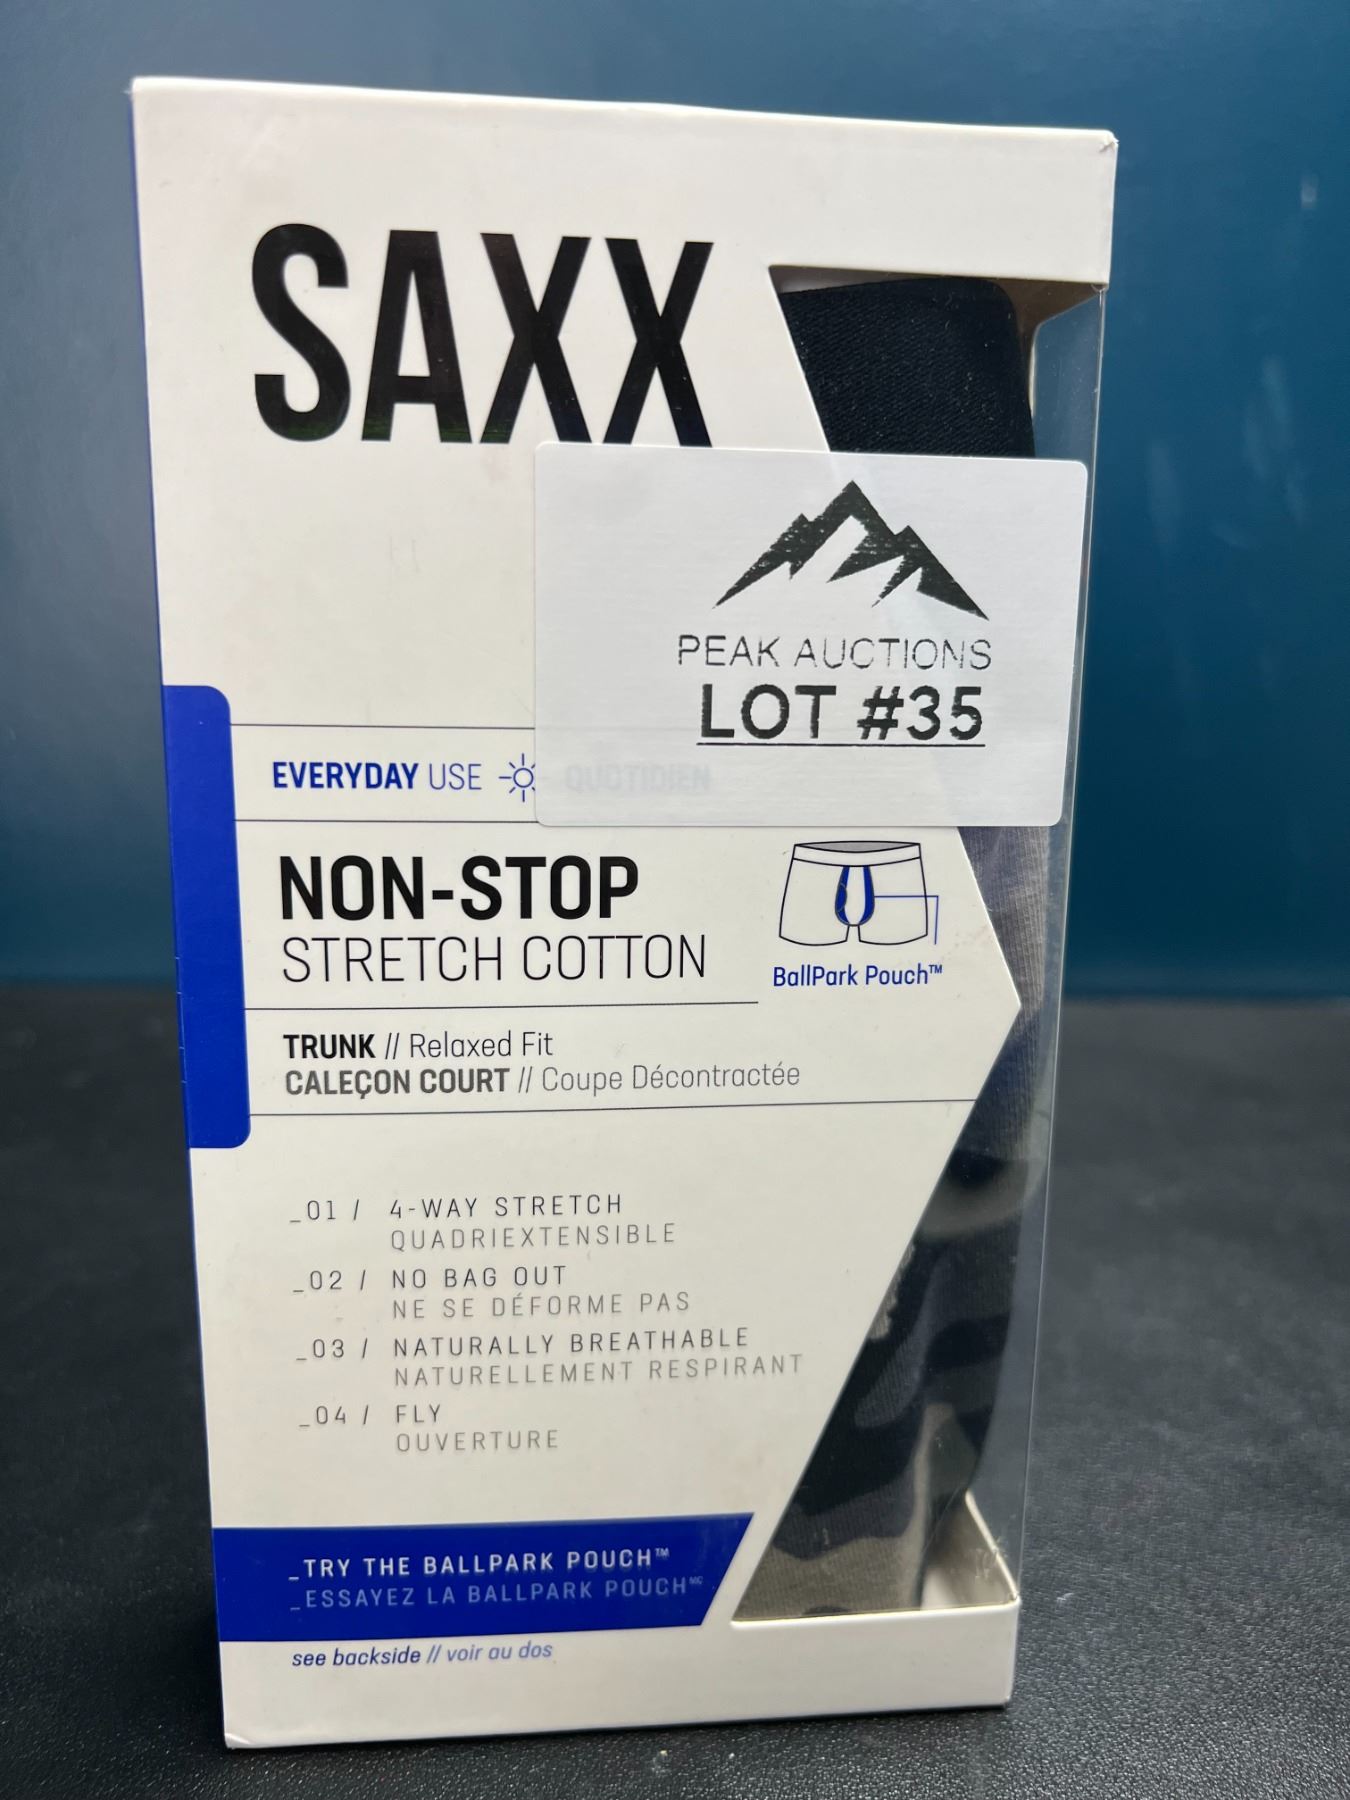 SAXX
PEAK AUCTIONS
LOT #35
EVERYDAY USE QUOTIDIEN
NON-STOP
STRETCH COTTON
BallPark Pouch™
TRUNK // Relaxed Fit
CALEÇON COURT // Coupe Décontractée
_01 / 4-WAY STRETCH
QUADRIEXTENSIBLE
_02 / NO BAG OUT
NE SE DÉFORME PAS
_03 / NATURALLY BREATHABLE
NATURELLEMENT RESPIRANT
_04 / FLY
OUVERTURE
_TRY THE BALLPARK POUCH™
_ESSAYEZ LA BALLPARK POUCH MC
see backside // voir au dos